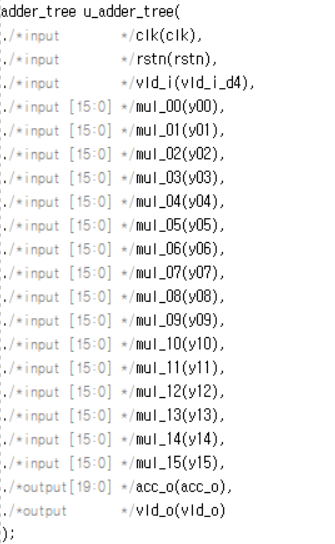 adder_tree u_adder_tree(
./*input          */clk(clk),
./*input          */rstn(rstn),
./*input          */vld_i(vld_i_d4),
./*input  [15:0]  */mul_00(y00),
./*input  [15:0]  */mul_01(y01),
./*input  [15:0]  */mul_02(y02),
./*input  [15:0]  */mul_03(y03),
./*input  [15:0]  */mul_04(y04),
./*input  [15:0]  */mul_05(y05),
./*input  [15:0]  */mul_06(y06),
./*input  [15:0]  */mul_07(y07),
./*input  [15:0]  */mul_08(y08),
./*input  [15:0]  */mul_09(y09),
./*input  [15:0]  */mul_10(y10),
./*input  [15:0]  */mul_11(y11),
./*input  [15:0]  */mul_12(y12),
./*input  [15:0]  */mul_13(y13),
./*input  [15:0]  */mul_14(y14),
./*input  [15:0]  */mul_15(y15),
./*output[19:0]  */acc_o(acc_o),
./*output         */vld_o(vld_o)
);